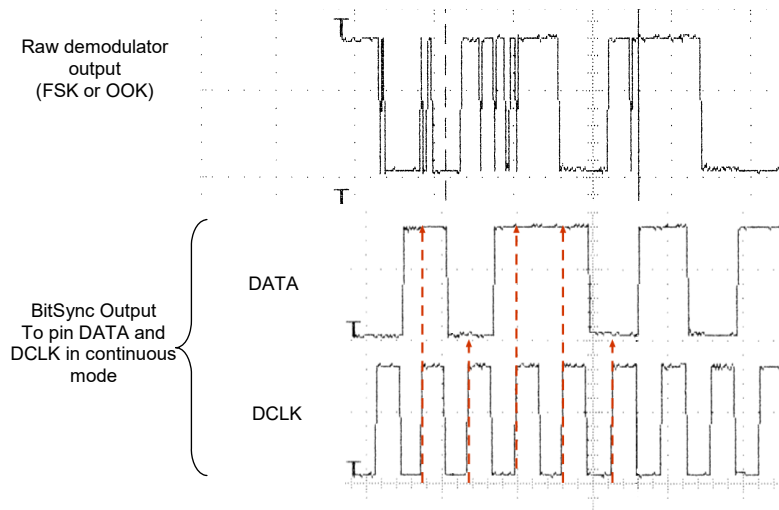 Raw demodulator
output
(FSK or OOK)
DATA
BitSync Output
To pin DATA and
DCLK in continuous
mode
DCLK